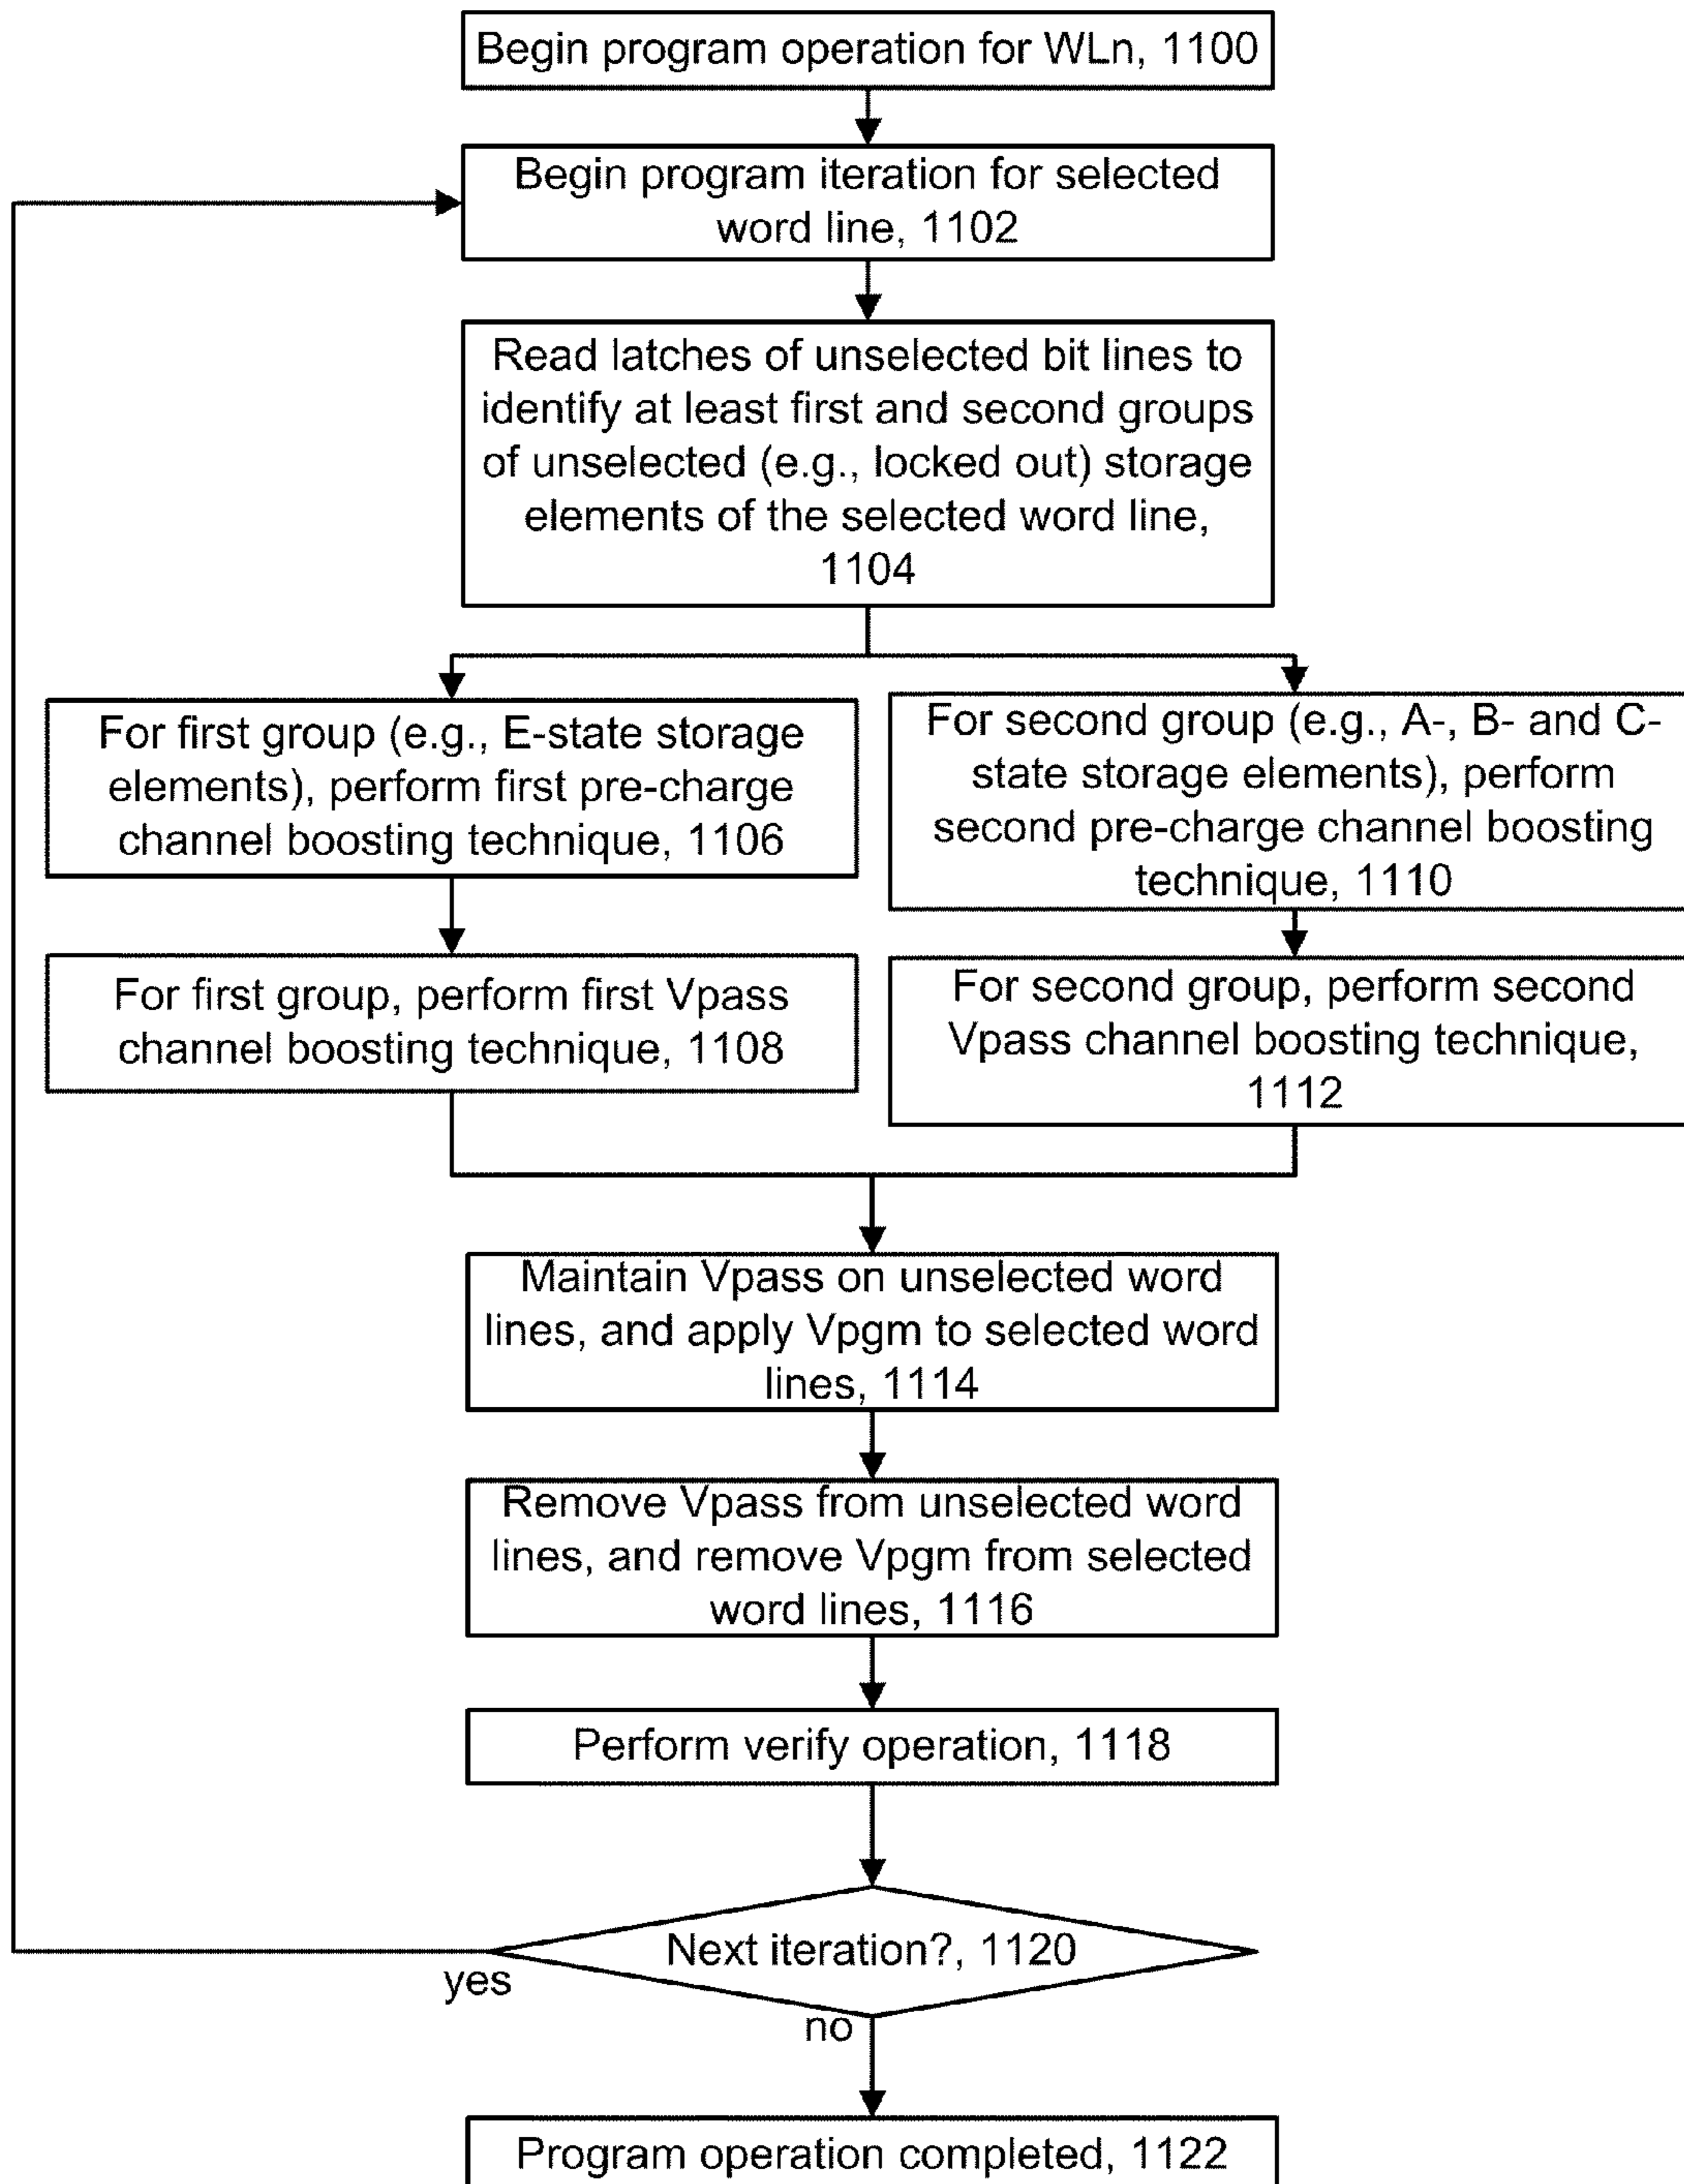 Begin program operation for WLn, 1100
Begin program iteration for selected
word line, 1102
Read latches of unselected bit lines to
identify at least first and second groups
of unselected (e.g., locked out) storage
elements of the selected word line,
1104
For first group (e.g., E-state storage
elements), perform first pre-charge
channel boosting technique, 1106
For second group (e.g., A-, B- and C-
state storage elements), perform
second pre-charge channel boosting
technique, 1110
For first group, perform first Vpass
channel boosting technique, 1108
For second group, perform second
Vpass channel boosting technique,
1112
Maintain Vpass on unselected word
lines, and apply Vpgm to selected word
lines, 1114
Remove Vpass from unselected word
lines, and remove Vpgm from selected
word lines, 1116
Perform verify operation, 1118
Next iteration?, 1120
yes
no
Program operation completed, 1122